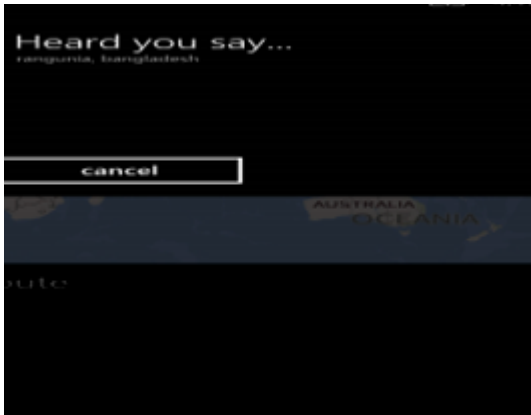 Heard you say...
rangunia, bangladesh
cancel
AUSTRALIA
OCEANIA
oute